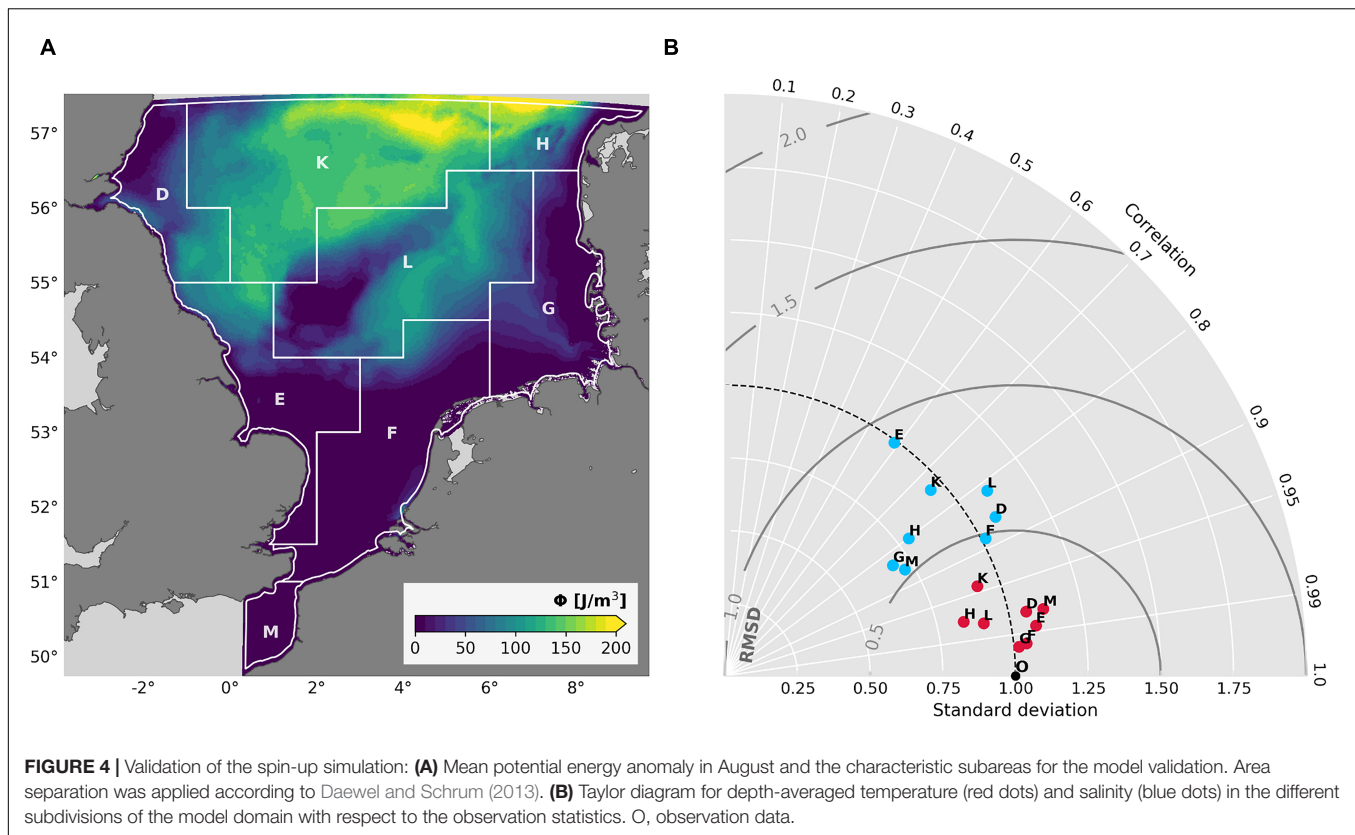 A
B
57°
56°
55°
54°
53°
52°
51°
50°
-2°
0°
2°
4°
6°
8°
K
H
D
L
G
E
F
M
Φ [J/m³]
0
50
100
150
200
0.1
0.2
0.3
0.4
0.5
0.6
0.7
0.8
0.9
0.95
0.99
1.0
Correlation
2.0
1.5
1.0
0.5
RMSD
E
K
L
D
F
H
G
M
K
D
M
H
L
E
F
G
O
0.25
0.50
0.75
1.00
1.25
1.50
1.75
Standard deviation
FIGURE 4 | Validation of the spin-up simulation: (A) Mean potential energy anomaly in August and the characteristic subareas for the model validation. Area
separation was applied according to Daewel and Schrum (2013). (B) Taylor diagram for depth-averaged temperature (red dots) and salinity (blue dots) in the different
subdivisions of the model domain with respect to the observation statistics. O, observation data.